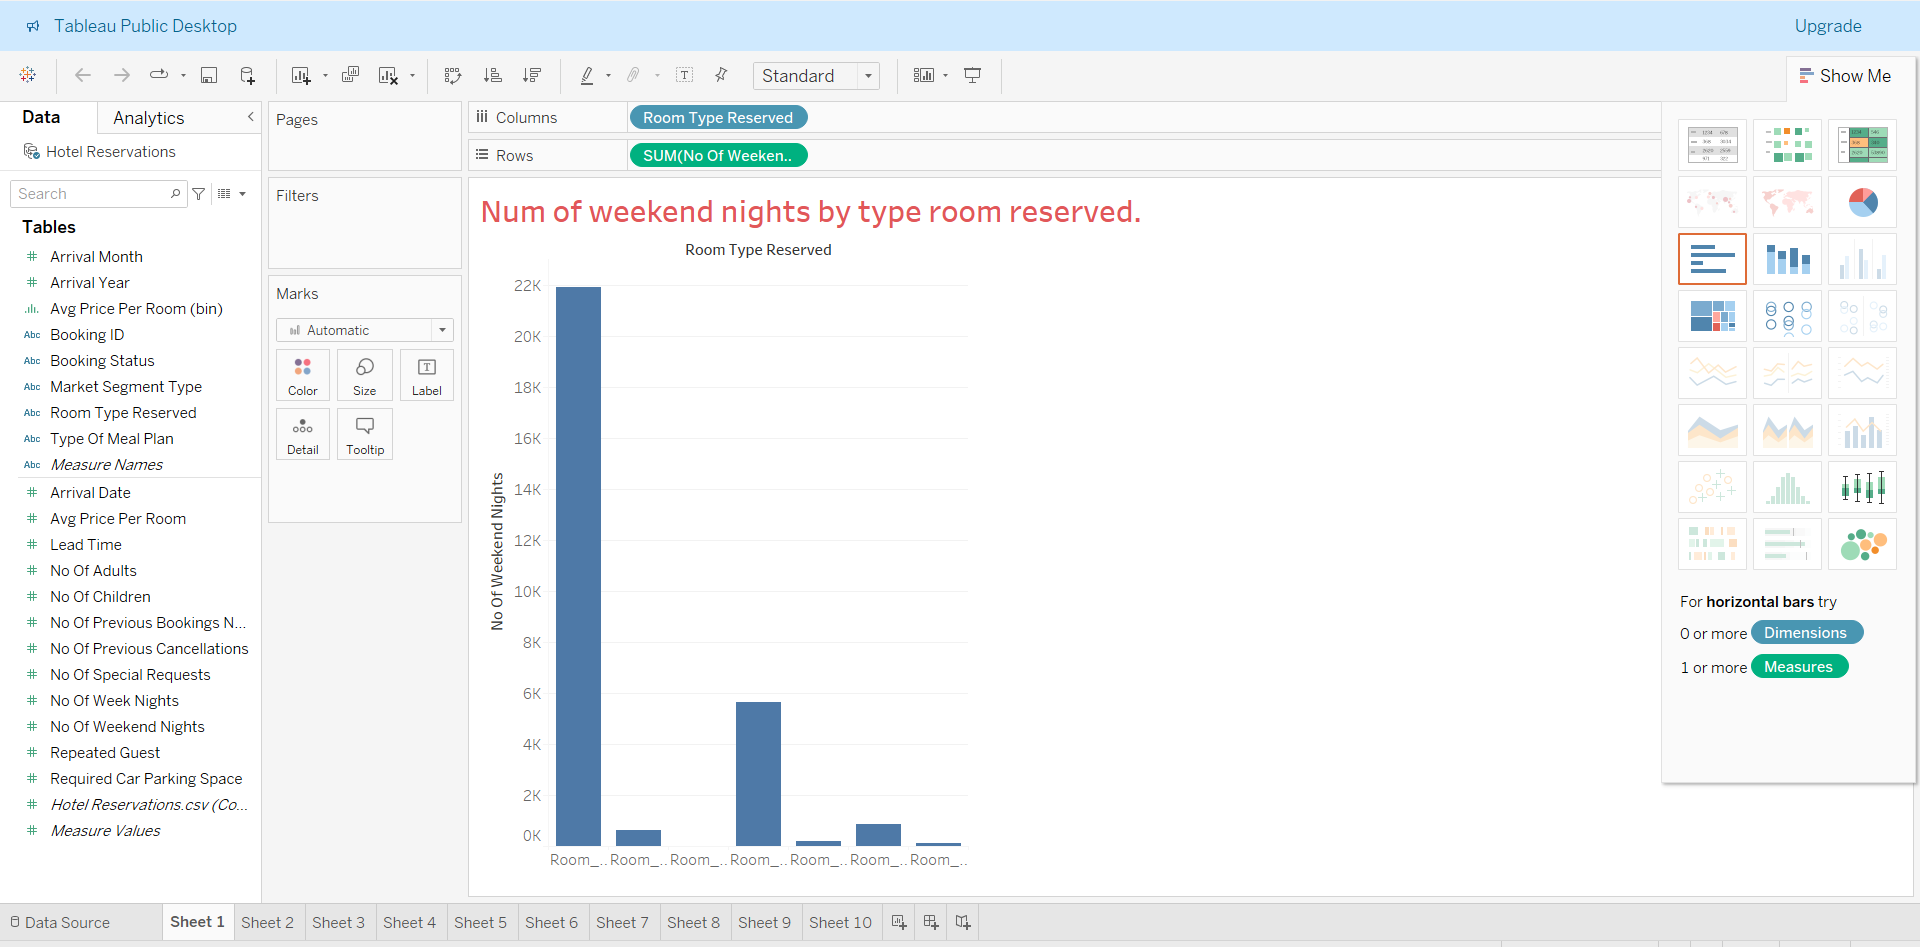 Tableau Public Desktop
Upgrade
Standard
Show Me
Data
Analytics
Hotel Reservations
Search
Tables
Arrival Month
Arrival Year
Avg Price Per Room (bin)
Abc Booking ID
Abc Booking Status
Abc Market Segment Type
Abc Room Type Reserved
Abc Type Of Meal Plan
Abc Measure Names
Arrival Date
Avg Price Per Room
Lead Time
No Of Adults
No Of Children
No Of Previous Bookings N...
No Of Previous Cancellations
No Of Special Requests
No Of Week Nights
No Of Weekend Nights
Repeated Guest
Required Car Parking Space
Hotel Reservations.csv (Co...
Measure Values
Pages
Filters
Marks
Automatic
Color
Size
Label
Detail
Tooltip
Columns
Room Type Reserved
Rows
SUM(No Of Weeken..
Num of weekend nights by type room reserved.
Room Type Reserved
No Of Weekend Nights
22K
20K
18K
16K
14K
12K
10K
8K
6K
4K
2K
0K
Room_.. Room_.. Room_.. Room_.. Room_.. Room_.. Room_..
For horizontal bars try
0 or more Dimensions
1 or more Measures
Data Source
Sheet 1
Sheet 2
Sheet 3
Sheet 4
Sheet 5
Sheet 6
Sheet 7
Sheet 8
Sheet 9
Sheet 10